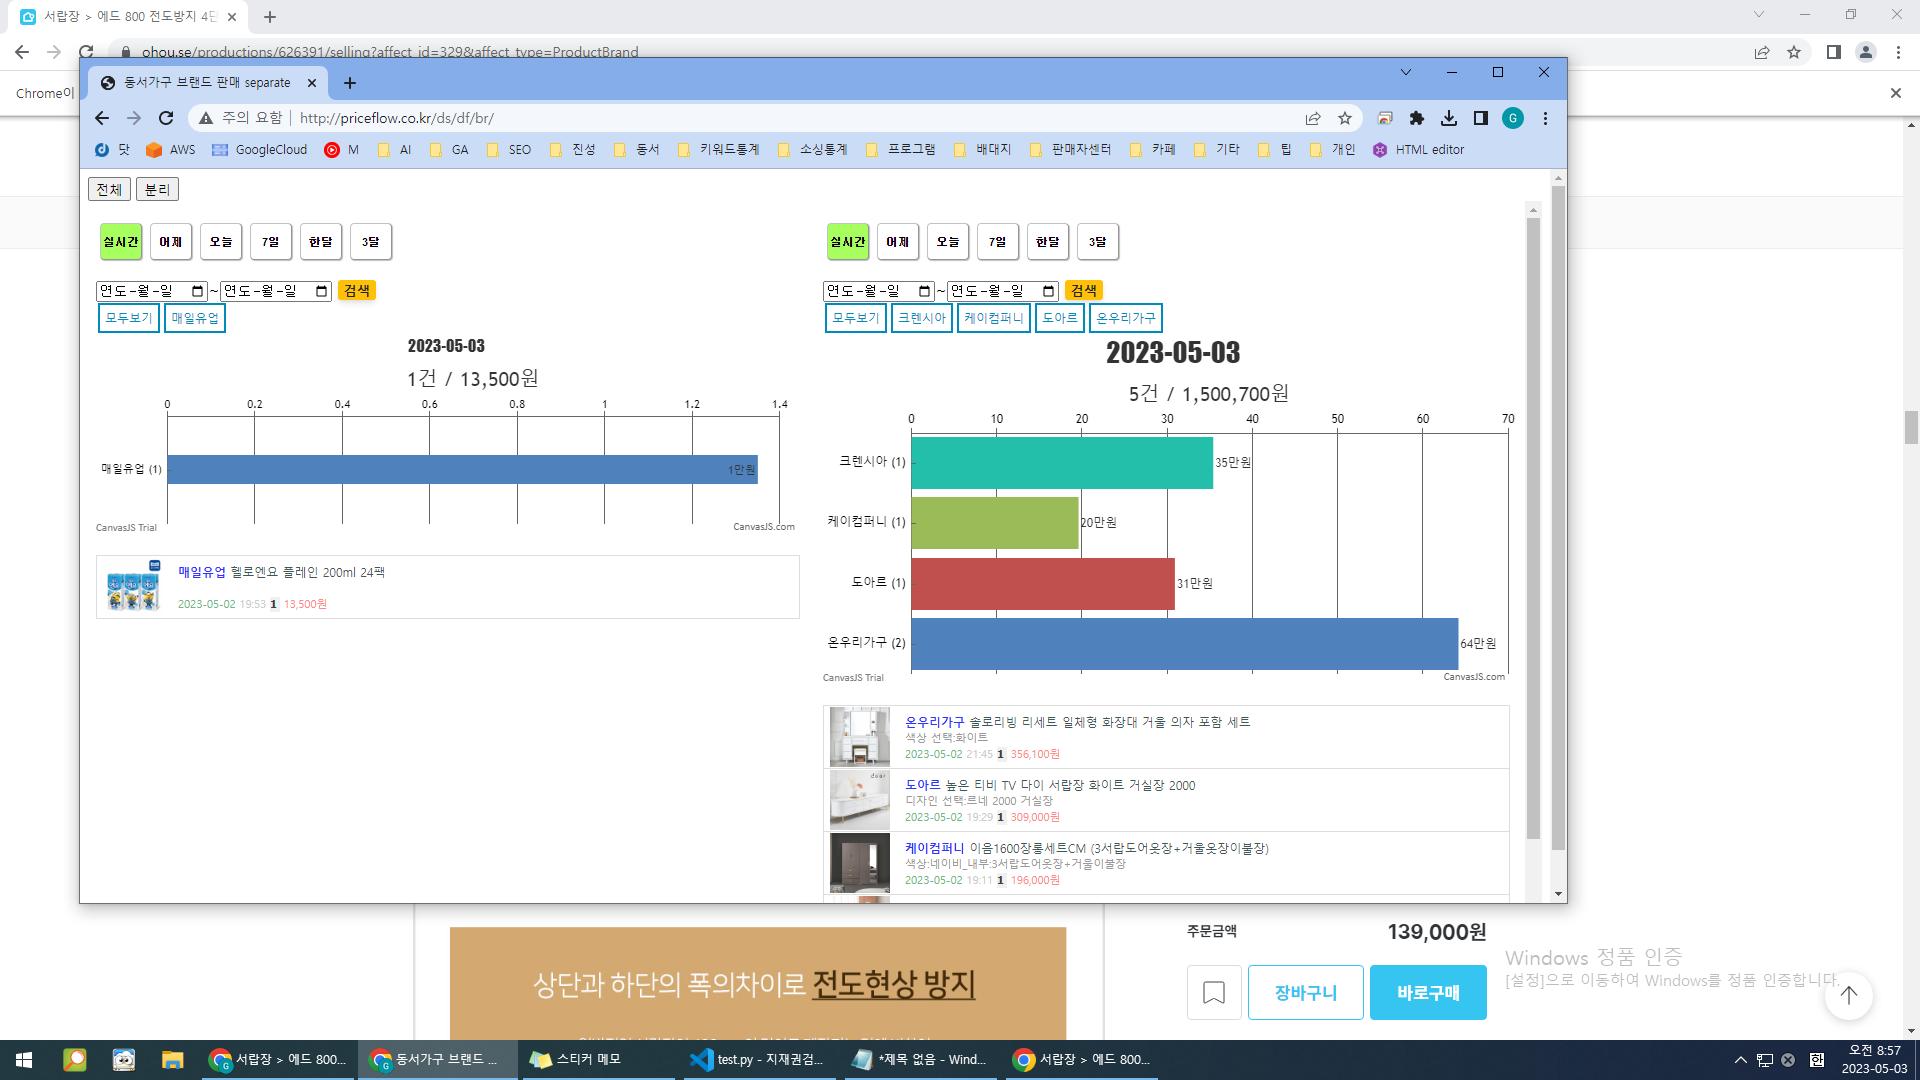 서랍장 > 에드 800 전도방지 4단
ohou.se/productions/626391/selling?affect_id=329&affect_type=ProductBrand
Chrome이
동서가구 브랜드 판매 separate
주의 요함
http://priceflow.co.kr/ds/df/br/
G
닷
AWS
GoogleCloud
M
AI
GA
SEO
진성
동서
키워드통계
소싱통계
프로그램
배대지
판매자센터
카페
기타
팁
개인
HTML editor
전체 분리
실시간 어제 오늘 7일 한달 3달
연도-월-일 ~ 연도-월-일 검색
모두보기 매일유업
2023-05-03
1건 / 13,500원
0 0.2 0.4 0.6 0.8 1 1.2 1.4
매일유업 (1)
1만원
CanvasJS Trial
CanvasJS.com
매일유업 헬로엔요 플레인 200ml 24팩
2023-05-02 19:53 1 13,500원
실시간 어제 오늘 7일 한달 3달
연도-월-일 ~ 연도-월-일 검색
모두보기 크렌시아 케이컴퍼니 도아르 온우리가구
2023-05-03
5건 / 1,500,700원
0 10 20 30 40 50 60 70
크렌시아 (1) 35만원
케이컴퍼니 (1) 20만원
도아르 (1) 31만원
온우리가구 (2) 64만원
CanvasJS Trial
CanvasJS.com
온우리가구 솔로리빙 리세트 일체형 화장대 거울 의자 포함 세트
색상 선택:화이트
2023-05-02 21:45 1 356,100원
도아르 높은 티비 TV 다이 서랍장 화이트 거실장 2000
디자인 선택:르네 2000 거실장
2023-05-02 19:29 1 309,000원
케이컴퍼니 이음1600장롱세트CM (3서랍도어옷장+거울옷장이불장)
색상:네이비_내부:3서랍도어옷장+거울이불장
2023-05-02 19:11 1 196,000원
상단과 하단의 폭의차이로 전도현상 방지
주문금액 139,000원
장바구니 바로구매
Windows 정품 인증
[설정]으로 이동하여 Windows를 정품 인증합니다.
서랍장 > 에드 800...
동서가구 브랜드 ...
스티커 메모
test.py - 지재권검...
*제목 없음 - Wind...
서랍장 > 에드 800...
한
오전 8:57
2023-05-03